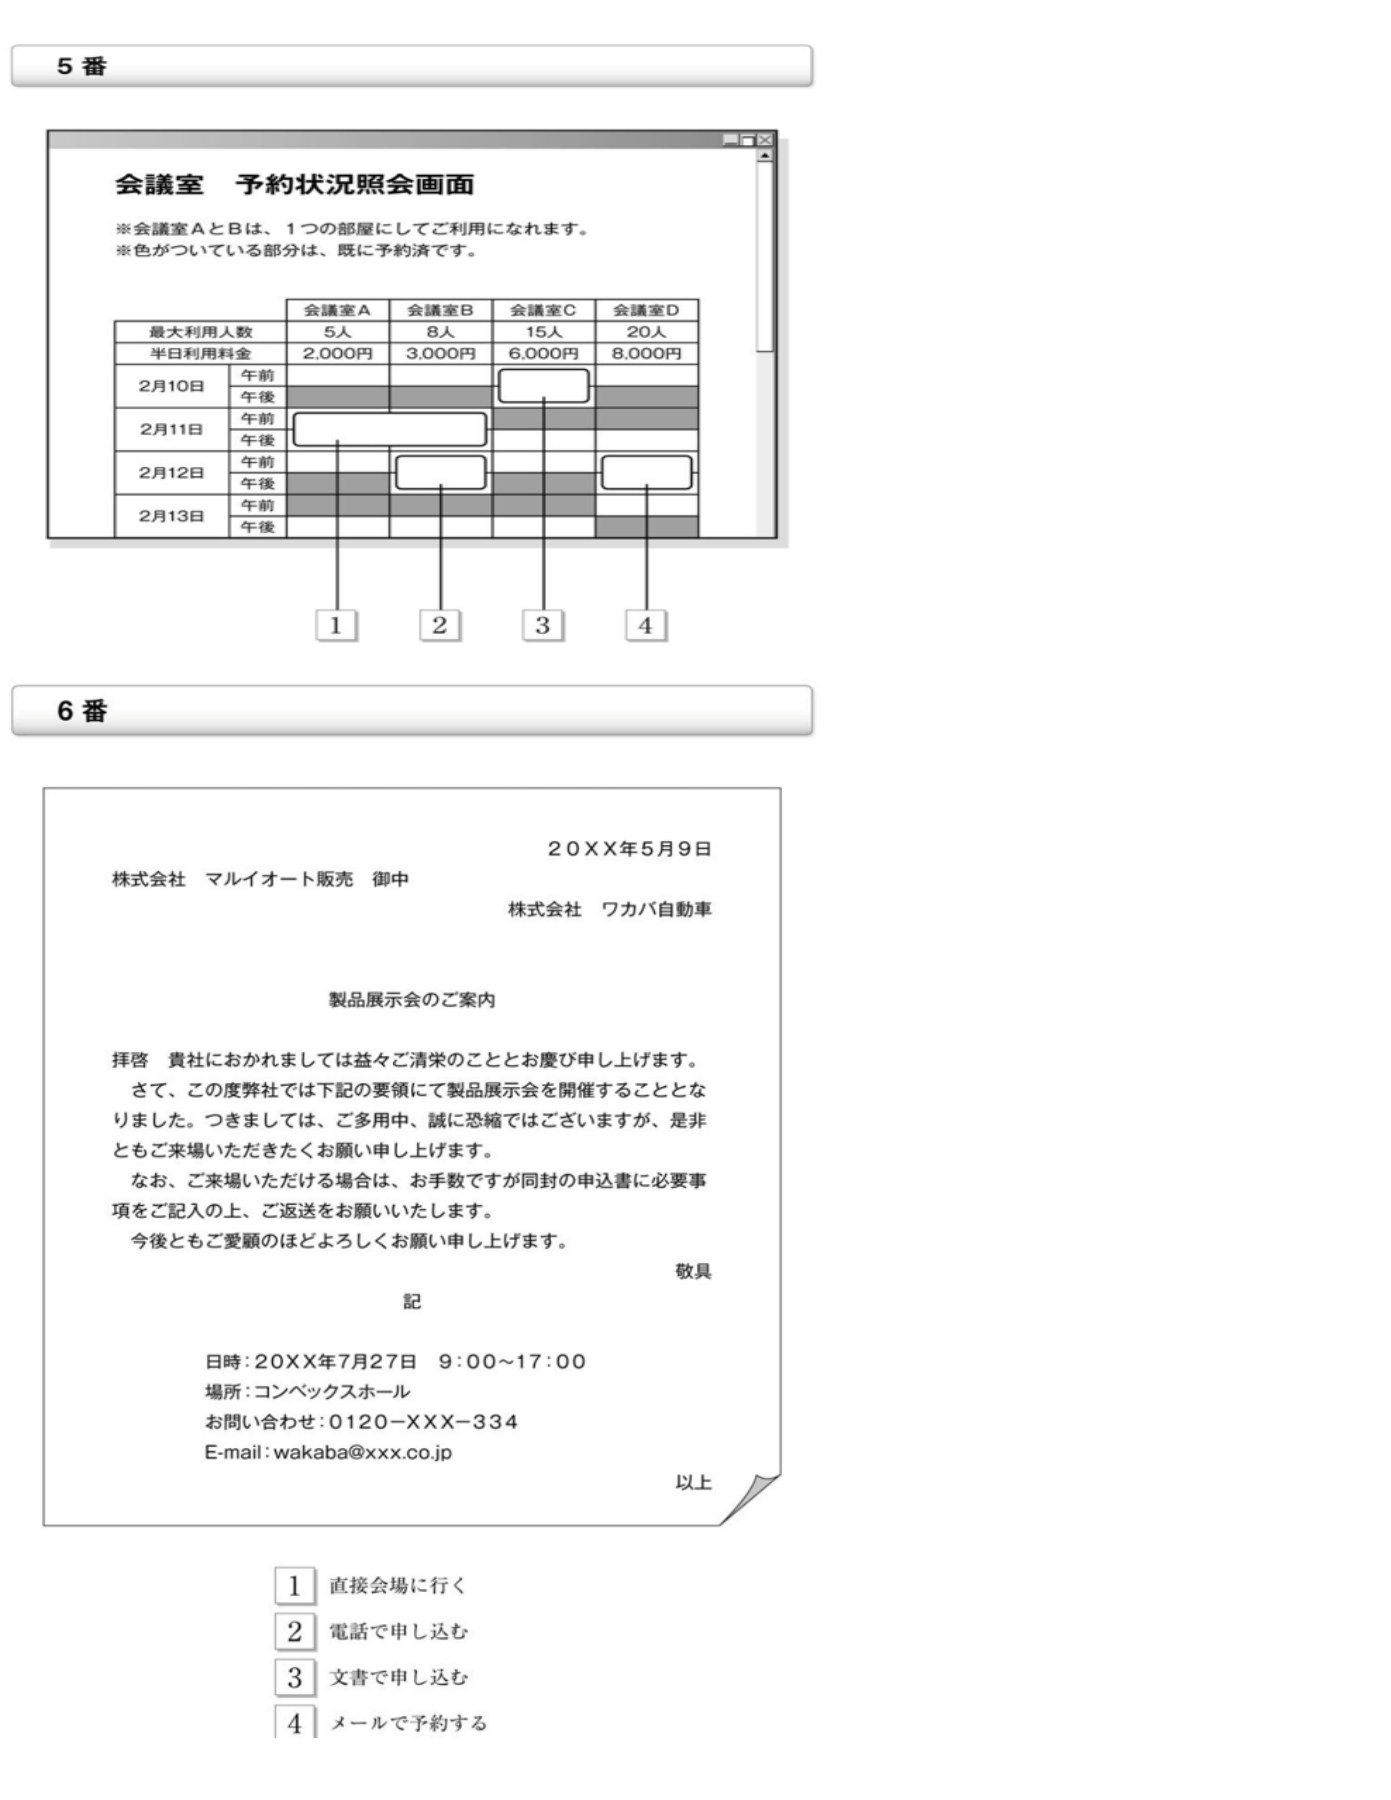 5 番
会議室　予約状況照会画面
※会議室AとBは、1つの部屋にしてご利用になれます。
※色がついている部分は、既に予約済です。
会議室A 会議室B 会議室C 会議室D
最大利用人数 5人 8人 15人 20人
半日利用料金 2,000円 3,000円 6,000円 8,000円
2月10日 午前
午後
2月11日 午前
午後
2月12日 午前
午後
2月13日 午前
午後
1 2 3 4
6 番
20XX年5月9日
株式会社　マルイオート販売　御中
株式会社　ワカバ自動車
製品展示会のご案内
拝啓　貴社におかれましては益々ご清栄のこととお慶び申し上げます。
さて、この度弊社では下記の要領にて製品展示会を開催することとな
りました。つきましては、ご多用中、誠に恐縮ではございますが、是非
ともご来場いただきたくお願い申し上げます。
なお、ご来場いただける場合は、お手数ですが同封の申込書に必要事
項をご記入の上、ご返送をお願いいたします。
今後ともご愛顧のほどよろしくお願い申し上げます。
敬具
記
日時：20XX年7月27日　9：00～17：00
場所：コンベックスホール
お問い合わせ：0120－XXX－334
E-mail：wakaba@xxx.co.jp
以上
1 直接会場に行く
2 電話で申し込む
3 文書で申し込む
4 メールで予約する